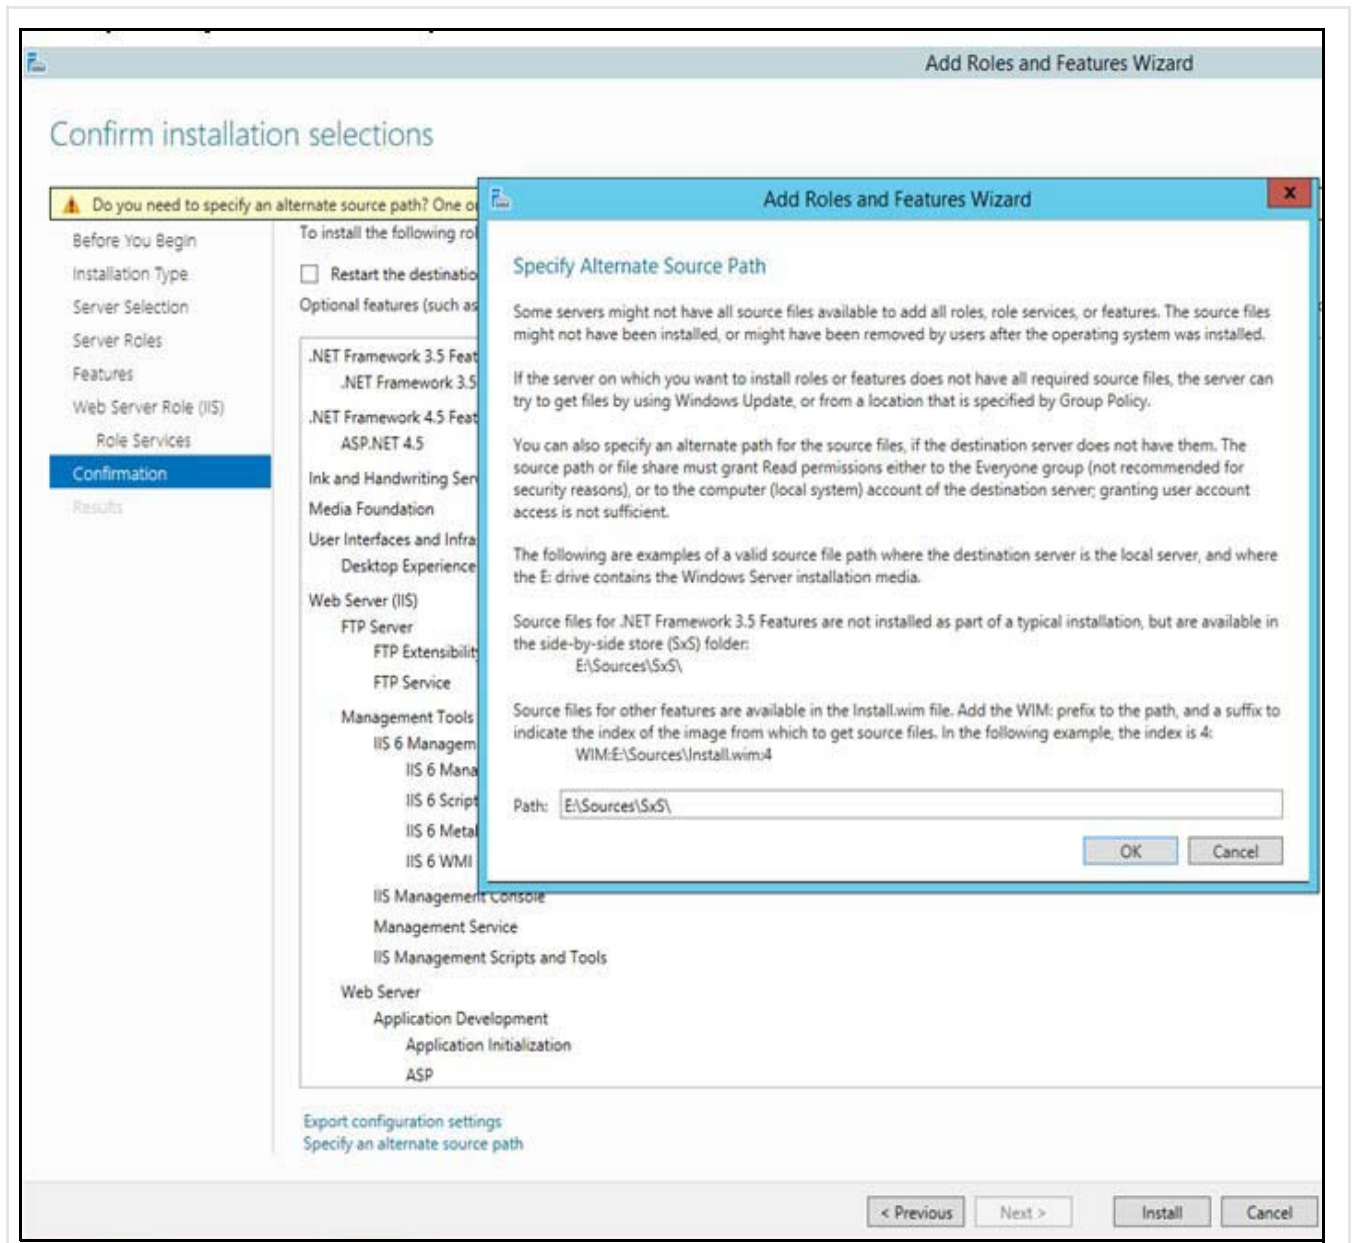 Add Roles and Features Wizard
Confirm installation selections
Do you need to specify an alternate source path? One o
Before You Begin
Installation Type
Server Selection
Server Roles
Features
Web Server Role (IIS)
Role Services
Confirmation
Results
To install the following rol
Restart the destinatio
Optional features (such as
.NET Framework 3.5 Feat
.NET Framework 3.5
.NET Framework 4.5 Feat
ASP.NET 4.5
Ink and Handwriting Ser
Media Foundation
User Interfaces and Infra
Desktop Experience
Web Server (IIS)
FTP Server
FTP Extensibilit
FTP Service
Management Tools
IIS 6 Managem
IIS 6 Mana
IIS 6 Script
IIS 6 Metal
IIS 6 WMI
IIS Management Console
Management Service
IIS Management Scripts and Tools
Web Server
Application Development
Application Initialization
ASP
Export configuration settings
Specify an alternate source path
Add Roles and Features Wizard
x
Specify Alternate Source Path
Some servers might not have all source files available to add all roles, role services, or features. The source files
might not have been installed, or might have been removed by users after the operating system was installed.
If the server on which you want to install roles or features does not have all required source files, the server can
try to get files by using Windows Update, or from a location that is specified by Group Policy.
You can also specify an alternate path for the source files, if the destination server does not have them. The
source path or file share must grant Read permissions either to the Everyone group (not recommended for
security reasons), or to the computer (local system) account of the destination server; granting user account
access is not sufficient.
The following are examples of a valid source file path where the destination server is the local server, and where
the E: drive contains the Windows Server installation media.
Source files for .NET Framework 3.5 Features are not installed as part of a typical installation, but are available in
the side-by-side store (SxS) folder:
E:\Sources\SxS\
Source files for other features are available in the Install.wim file. Add the WIM: prefix to the path, and a suffix to
indicate the index of the image from which to get source files. In the following example, the index is 4:
WIM:E:\Sources\Install.wim:4
Path: E:\Sources\SxS\
OK Cancel
< Previous Next > Install Cancel